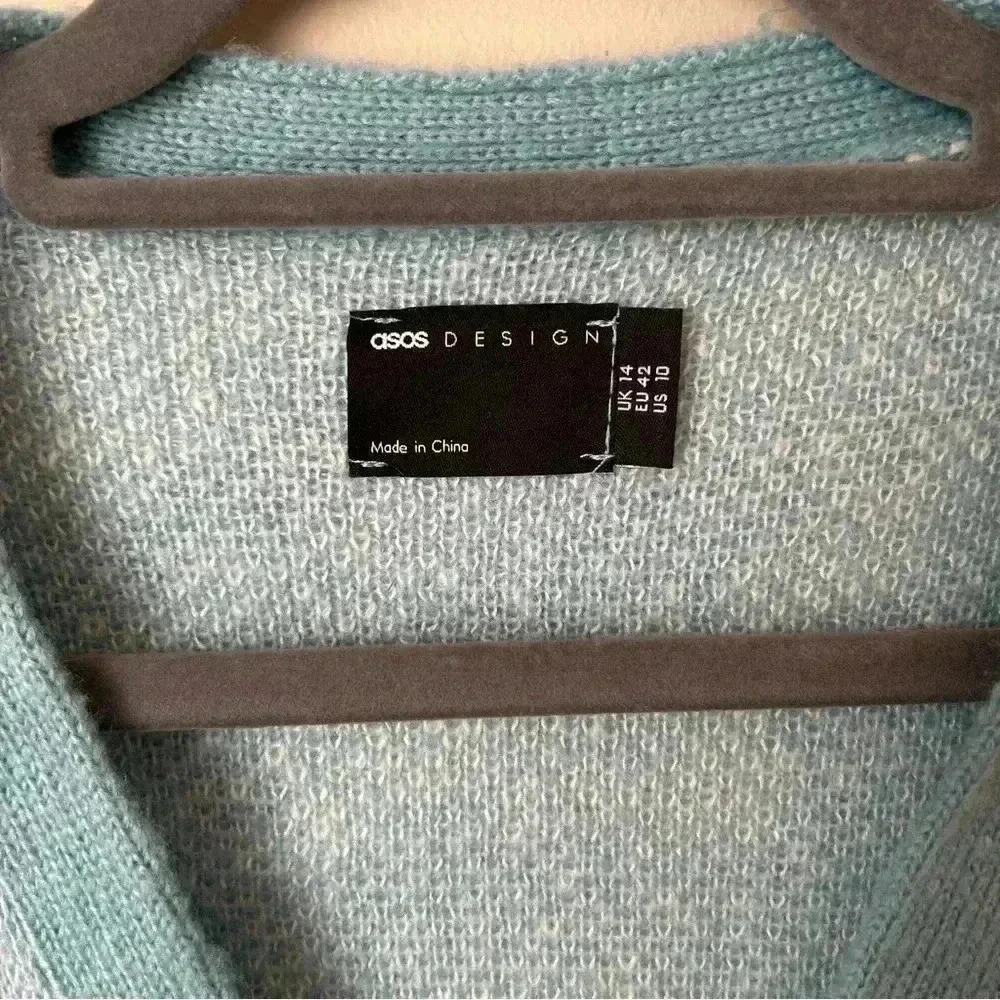 asos DESIGN
Made in China
UK 14
EU 42
US 10